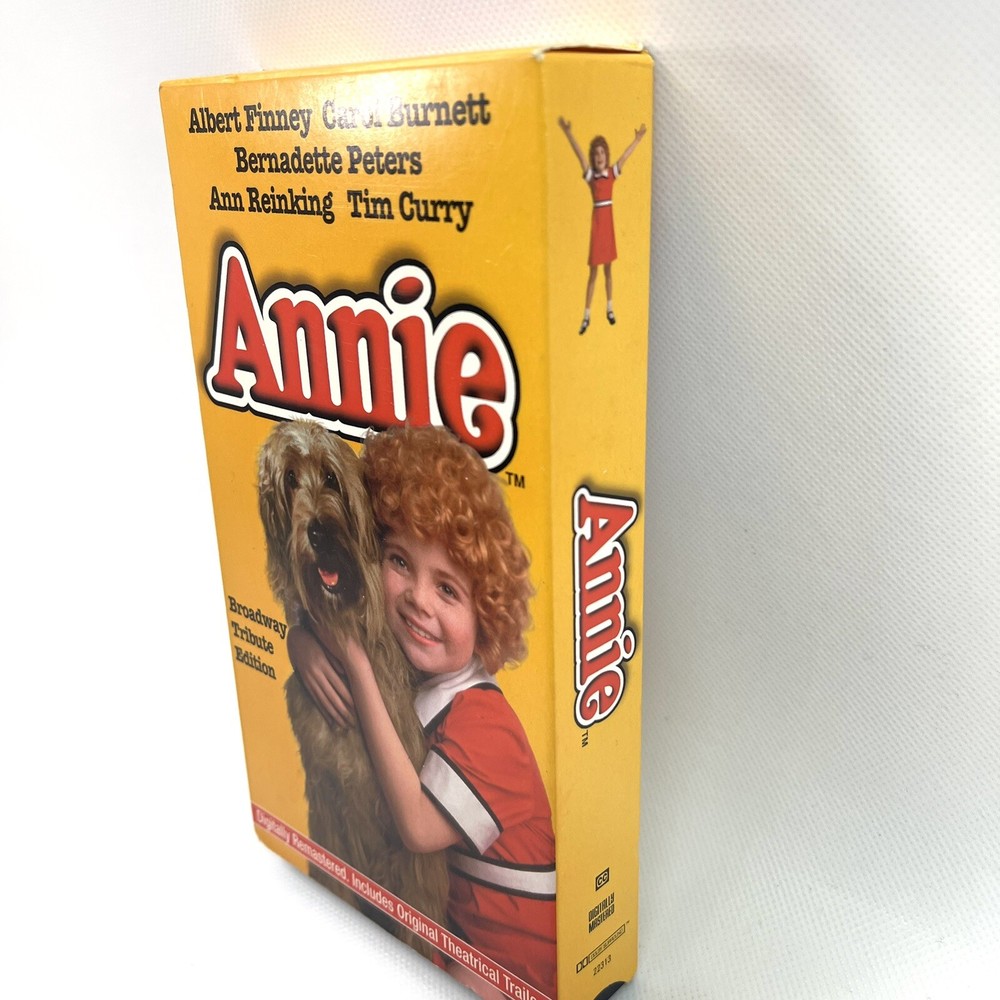 Albert Finney Carol Burnett
Bernadette Peters
Ann Reinking Tim Curry
Annie
TM
Broadway
Tribute
Edition
Digitally Remastered. Includes Original Theatrical Trailer
Annie
TM
CC
DIGITALLY
MASTERED
22313